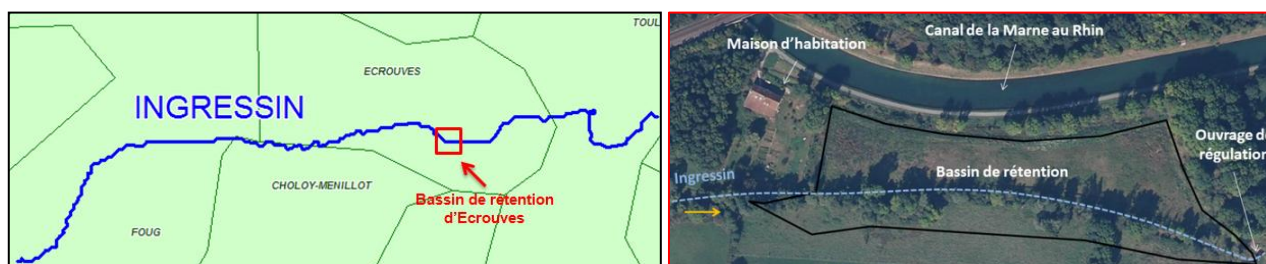 TOUL
ECROUVES
INGRESSIN
CHOLOY-MENILLOT
Bassin de rétention
d'Ecrouves
FOUG
Canal de la Marne au Rhin
Maison d'habitation
Ouvrage de
régulation
Ingressin
Bassin de rétention